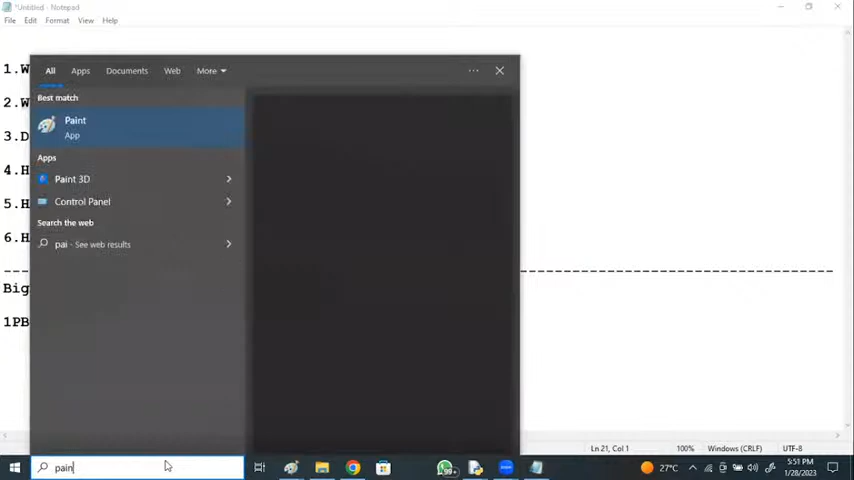 *Untitled - Notepad
File Edit Format View Help
1.W
2.W
3.D
4.H
5.H
6.H
Big
1PB
All Apps Documents Web More
Best match
Paint
App
Apps
Paint 3D
Control Panel
Search the web
pai - See web results
Ln 21, Col 1 100% Windows (CRLF) UTF-8
pain
99+
27°C
5:51 PM
1/28/2023